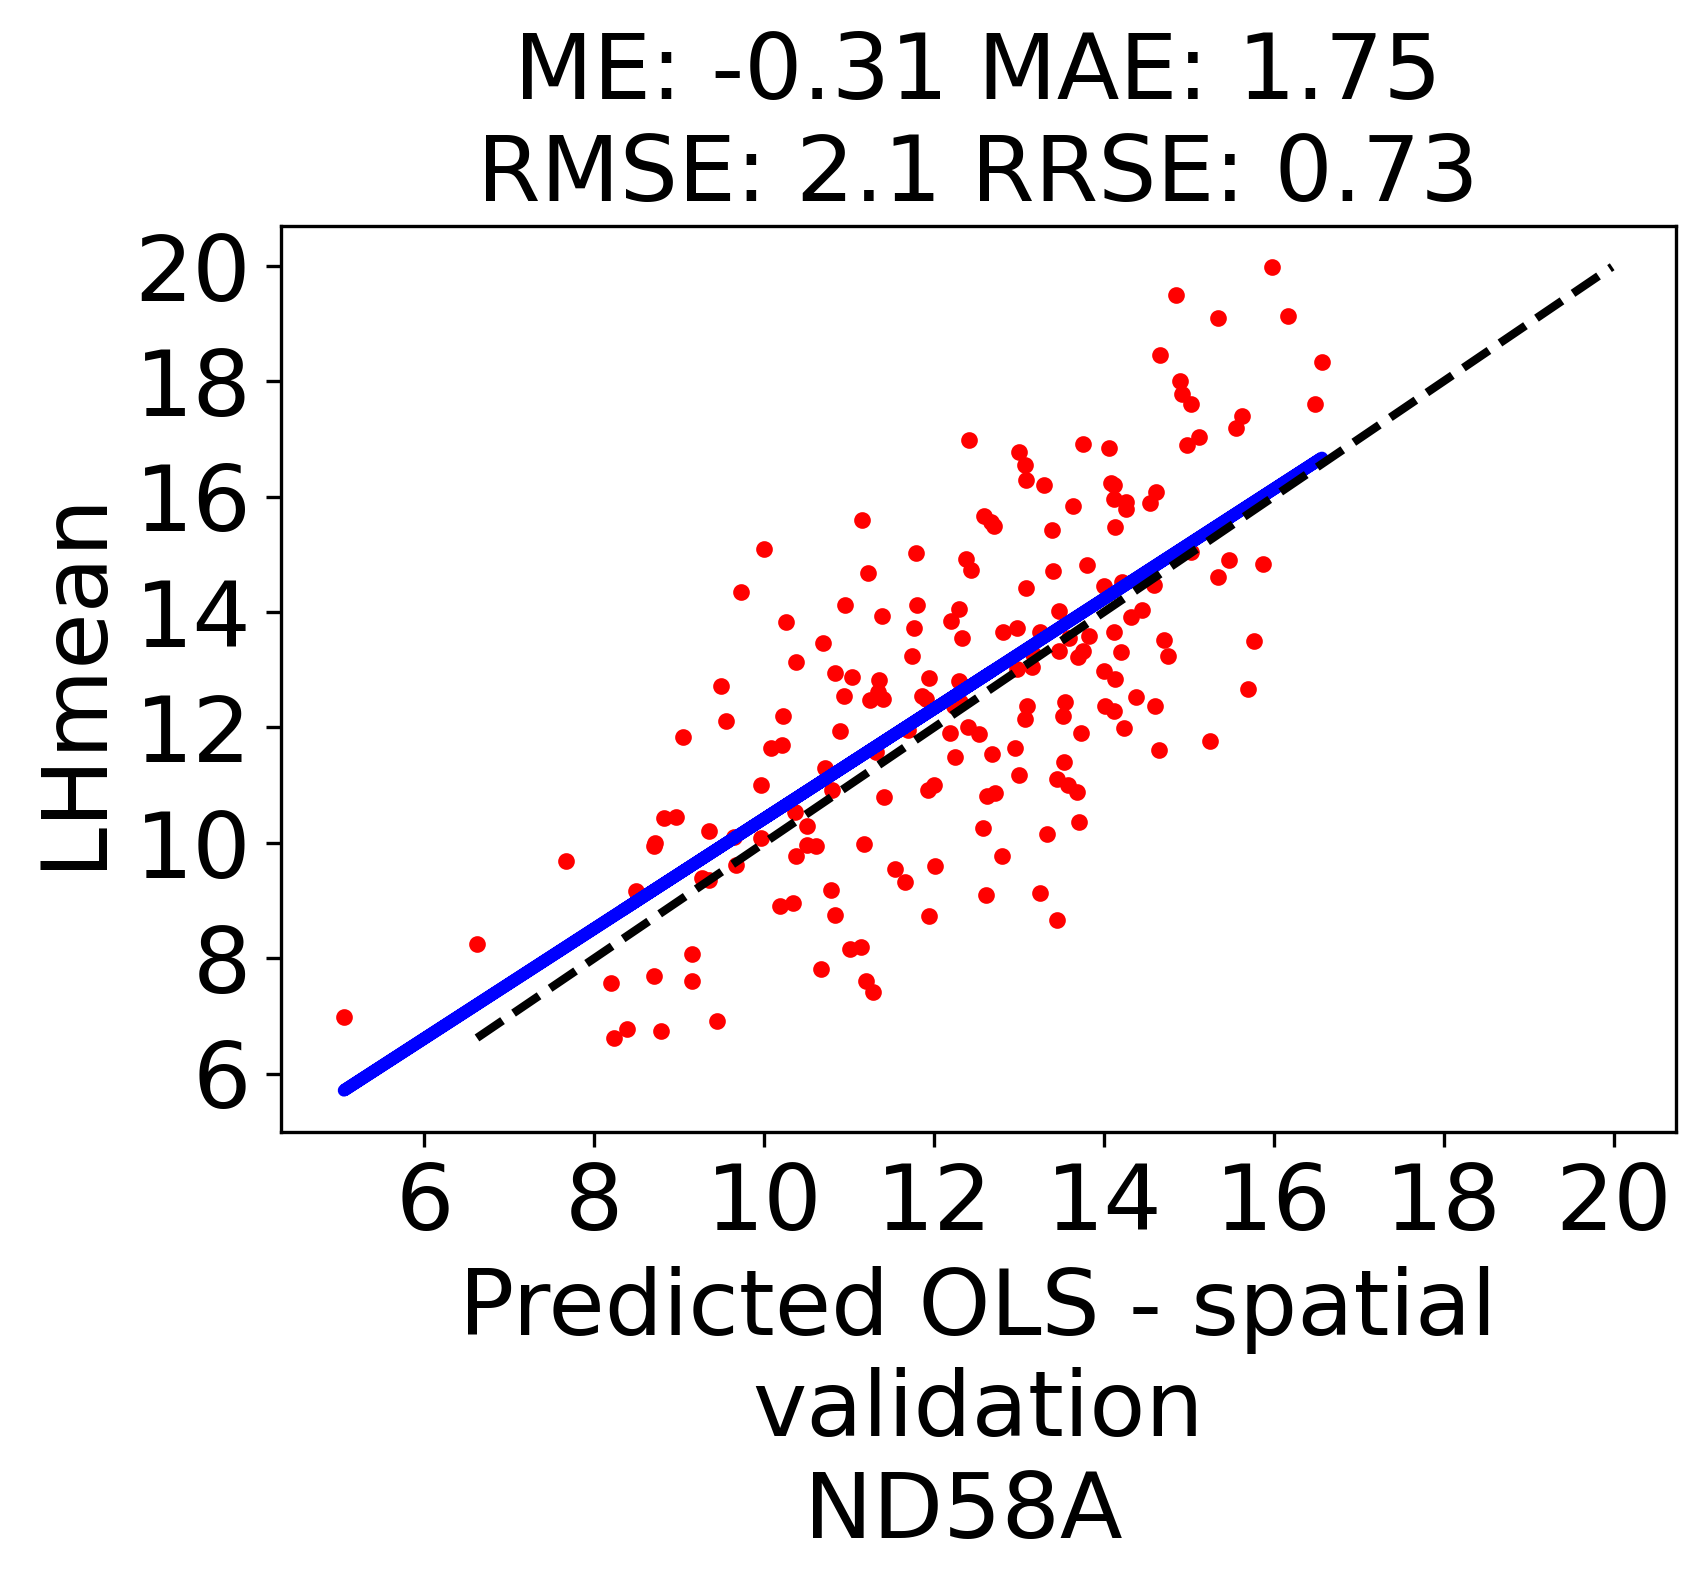 ME: -0.31 MAE: 1.75
RMSE: 2.1 RRSE: 0.73
20
18
16
14
12
10
8
6
LHmean
6 8 10 12 14 16 18 20
Predicted OLS - spatial
validation
ND58A